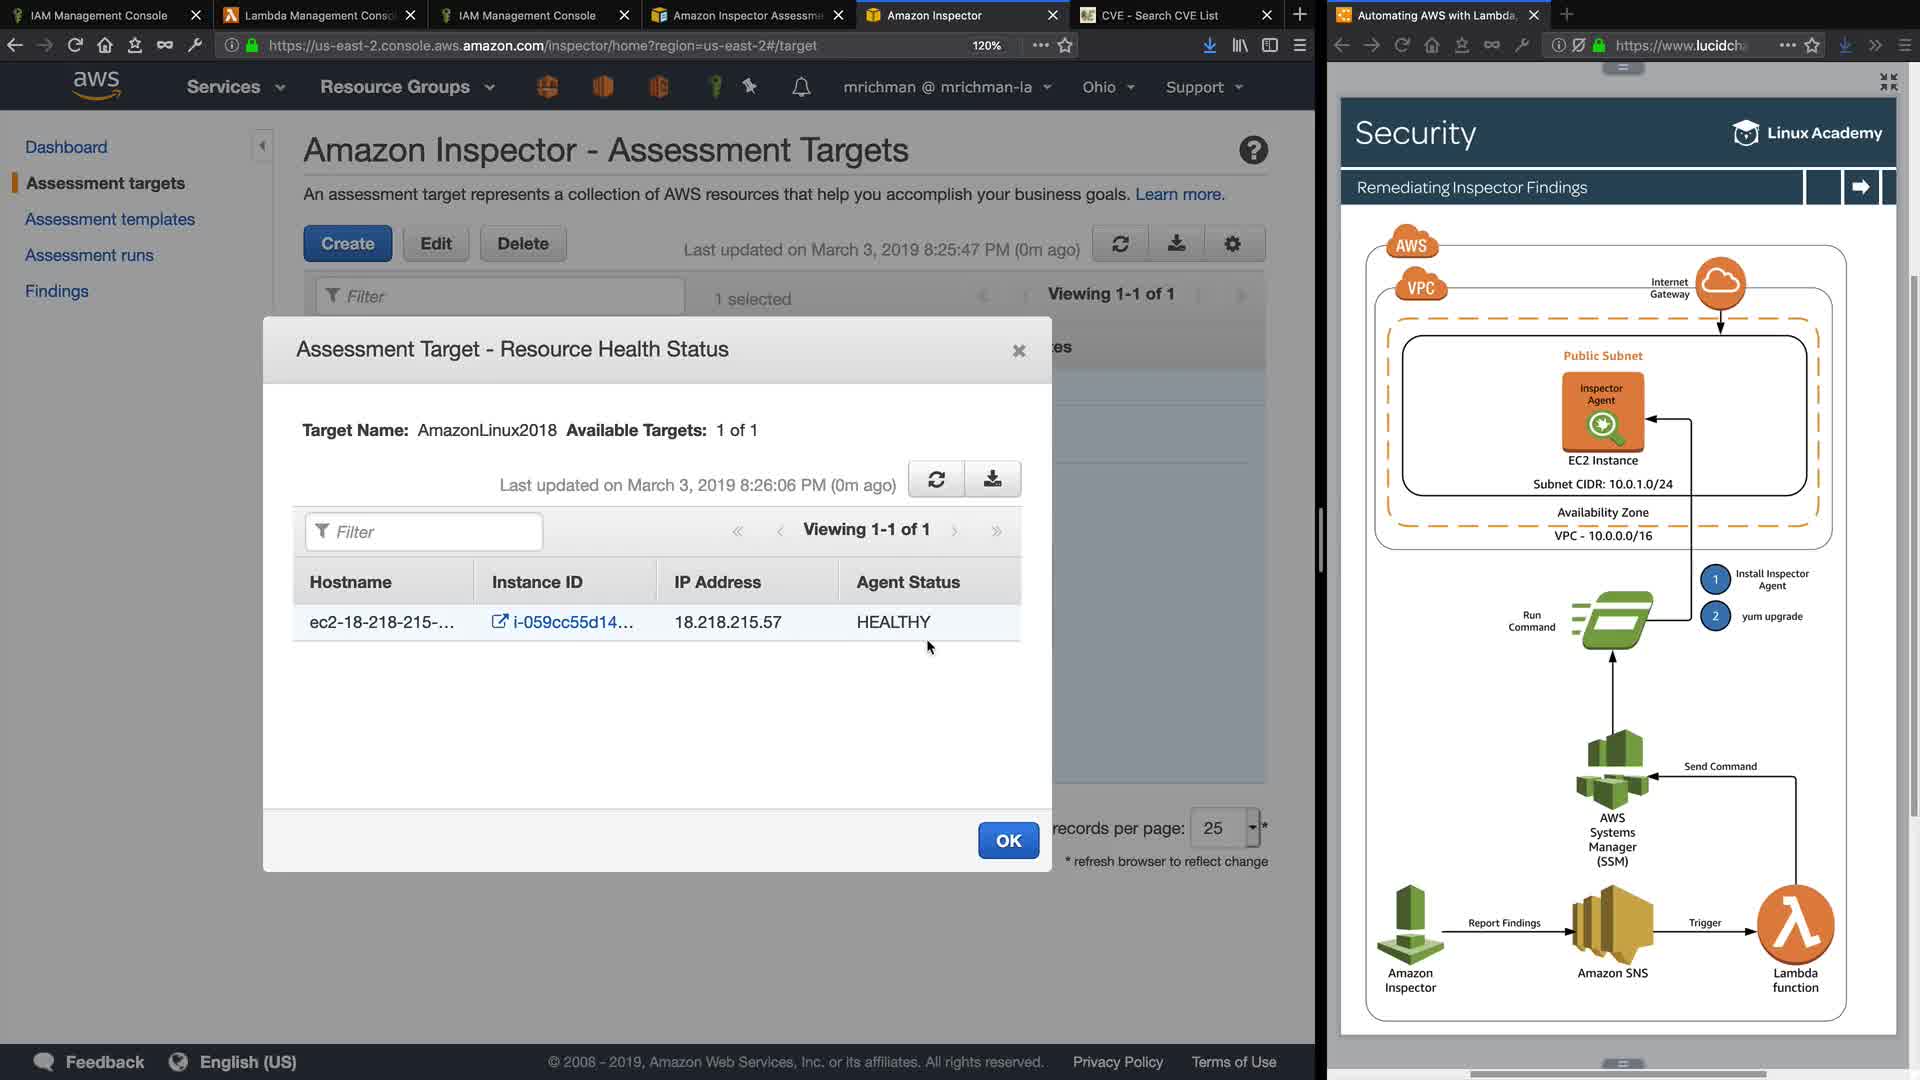 IAM Management Console
Lambda Management Conso
IAM Management Console
Amazon Inspector Assessme
Amazon Inspector
CVE - Search CVE List
https://us-east-2.console.aws.amazon.com/inspector/home?region=us-east-2#/target
120%
aws
Services
Resource Groups
mrichman @ mrichman-la
Ohio
Support
Dashboard
Assessment targets
Assessment templates
Assessment runs
Findings
Amazon Inspector - Assessment Targets
An assessment target represents a collection of AWS resources that help you accomplish your business goals. Learn more.
Create
Edit
Delete
Last updated on March 3, 2019 8:25:47 PM (0m ago)
Filter
1 selected
Viewing 1-1 of 1
es
Assessment Target - Resource Health Status
Target Name: AmazonLinux2018 Available Targets: 1 of 1
Last updated on March 3, 2019 8:26:06 PM (0m ago)
Filter
Viewing 1-1 of 1
Hostname
Instance ID
IP Address
Agent Status
ec2-18-218-215-...
i-059cc55d14...
18.218.215.57
HEALTHY
OK
records per page: 25 *
* refresh browser to reflect change
Feedback
English (US)
© 2008 - 2019, Amazon Web Services, Inc. or its affiliates. All rights reserved.
Privacy Policy
Terms of Use
Automating AWS with Lambda,
https://www.lucidcha
Security
Linux Academy
Remediating Inspector Findings
AWS
VPC
Internet
Gateway
Public Subnet
Inspector
Agent
EC2 Instance
Subnet CIDR: 10.0.1.0/24
Availability Zone
VPC - 10.0.0.0/16
1
Install Inspector
Agent
2
yum upgrade
Run
Command
Send Command
AWS
Systems
Manager
(SSM)
Report Findings
Trigger
Amazon
Inspector
Amazon SNS
Lambda
function